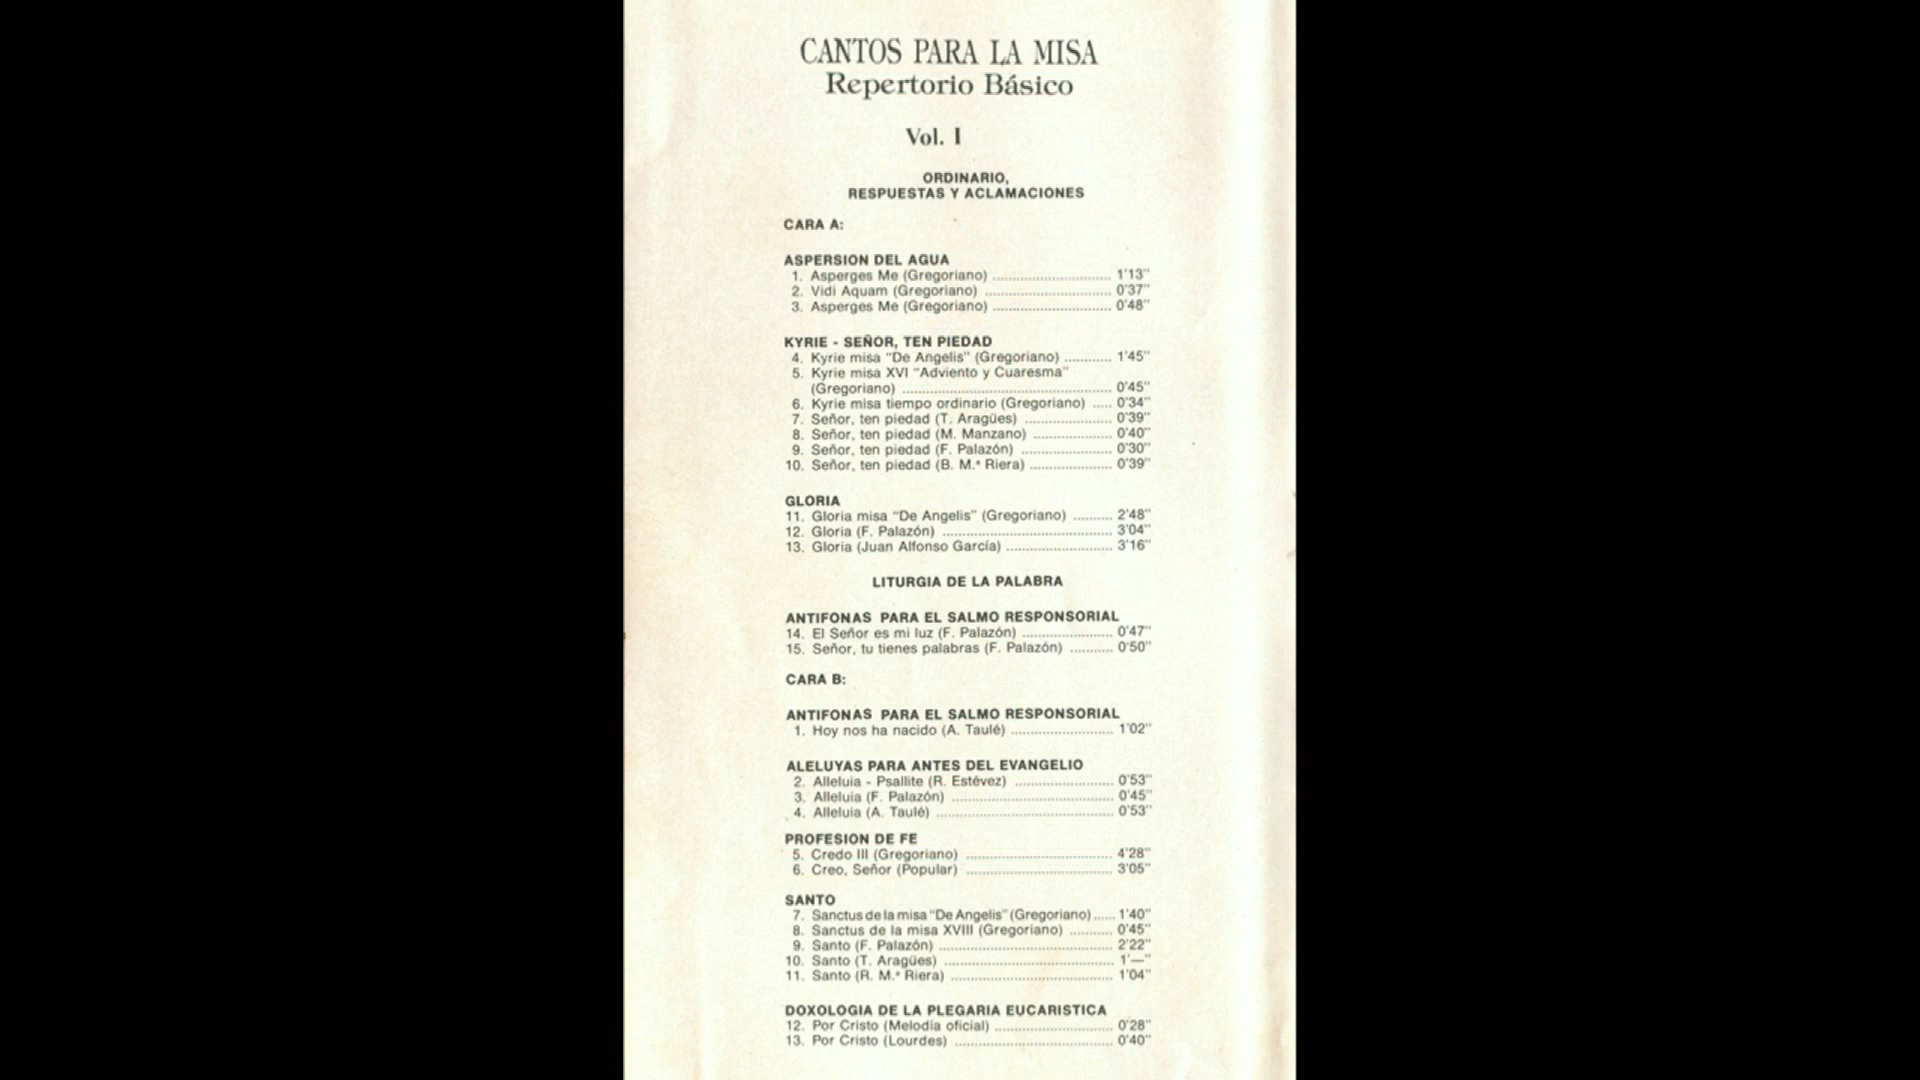 CANTOS PARA LA MISA
Repertorio Básico
Vol. I
ORDINARIO,
RESPUESTAS Y ACLAMACIONES
CARA A:
ASPERSION DEL AGUA
1. Asperges Me (Gregoriano) .............................. 1'13"
2. Vidi Aquam (Gregoriano) ................................ 0'37"
3. Asperges Me (Gregoriano) .............................. 0'48"
KYRIE - SEÑOR, TEN PIEDAD
4. Kyrie misa "De Angelis" (Gregoriano) ............ 1'45"
5. Kyrie misa XVI "Adviento y Cuaresma"
(Gregoriano) ..................................................... 0'45"
6. Kyrie misa tiempo ordinario (Gregoriano) ..... 0'34"
7. Señor, ten piedad (T. Aragües) ...................... 0'39"
8. Señor, ten piedad (M. Manzano) .................... 0'40"
9. Señor, ten piedad (F. Palazón) ....................... 0'30"
10. Señor, ten piedad (B. M.ª Riera) ..................... 0'39"
GLORIA
11. Gloria misa "De Angelis" (Gregoriano) .......... 2'48"
12. Gloria (F. Palazón) ........................................... 3'04"
13. Gloria (Juan Alfonso García) ........................... 3'16"
LITURGIA DE LA PALABRA
ANTIFONAS PARA EL SALMO RESPONSORIAL
14. El Señor es mi luz (F. Palazón) ....................... 0'47"
15. Señor, tu tienes palabras (F. Palazón) ........... 0'50"
CARA B:
ANTIFONAS PARA EL SALMO RESPONSORIAL
1. Hoy nos ha nacido (A. Taulé) .......................... 1'02"
ALELUYAS PARA ANTES DEL EVANGELIO
2. Alleluia - Psallite (R. Estévez) ......................... 0'53"
3. Alleluia (F. Palazón) ......................................... 0'45"
4. Alleluia (A. Taulé) ............................................. 0'53"
PROFESION DE FE
5. Credo III (Gregoriano) ..................................... 4'28"
6. Creo, Señor (Popular) ..................................... 3'05"
SANTO
7. Sanctus de la misa "De Angelis" (Gregoriano) ..... 1'40"
8. Sanctus de la misa XVIII (Gregoriano) ........... 0'45"
9. Santo (F. Palazón) ............................................ 2'22"
10. Santo (T. Aragües) ........................................... 1'—"
11. Santo (R. M.ª Riera) ......................................... 1'04"
DOXOLOGIA DE LA PLEGARIA EUCARISTICA
12. Por Cristo (Melodía oficial) .............................. 0'28"
13. Por Cristo (Lourdes) ........................................ 0'40"